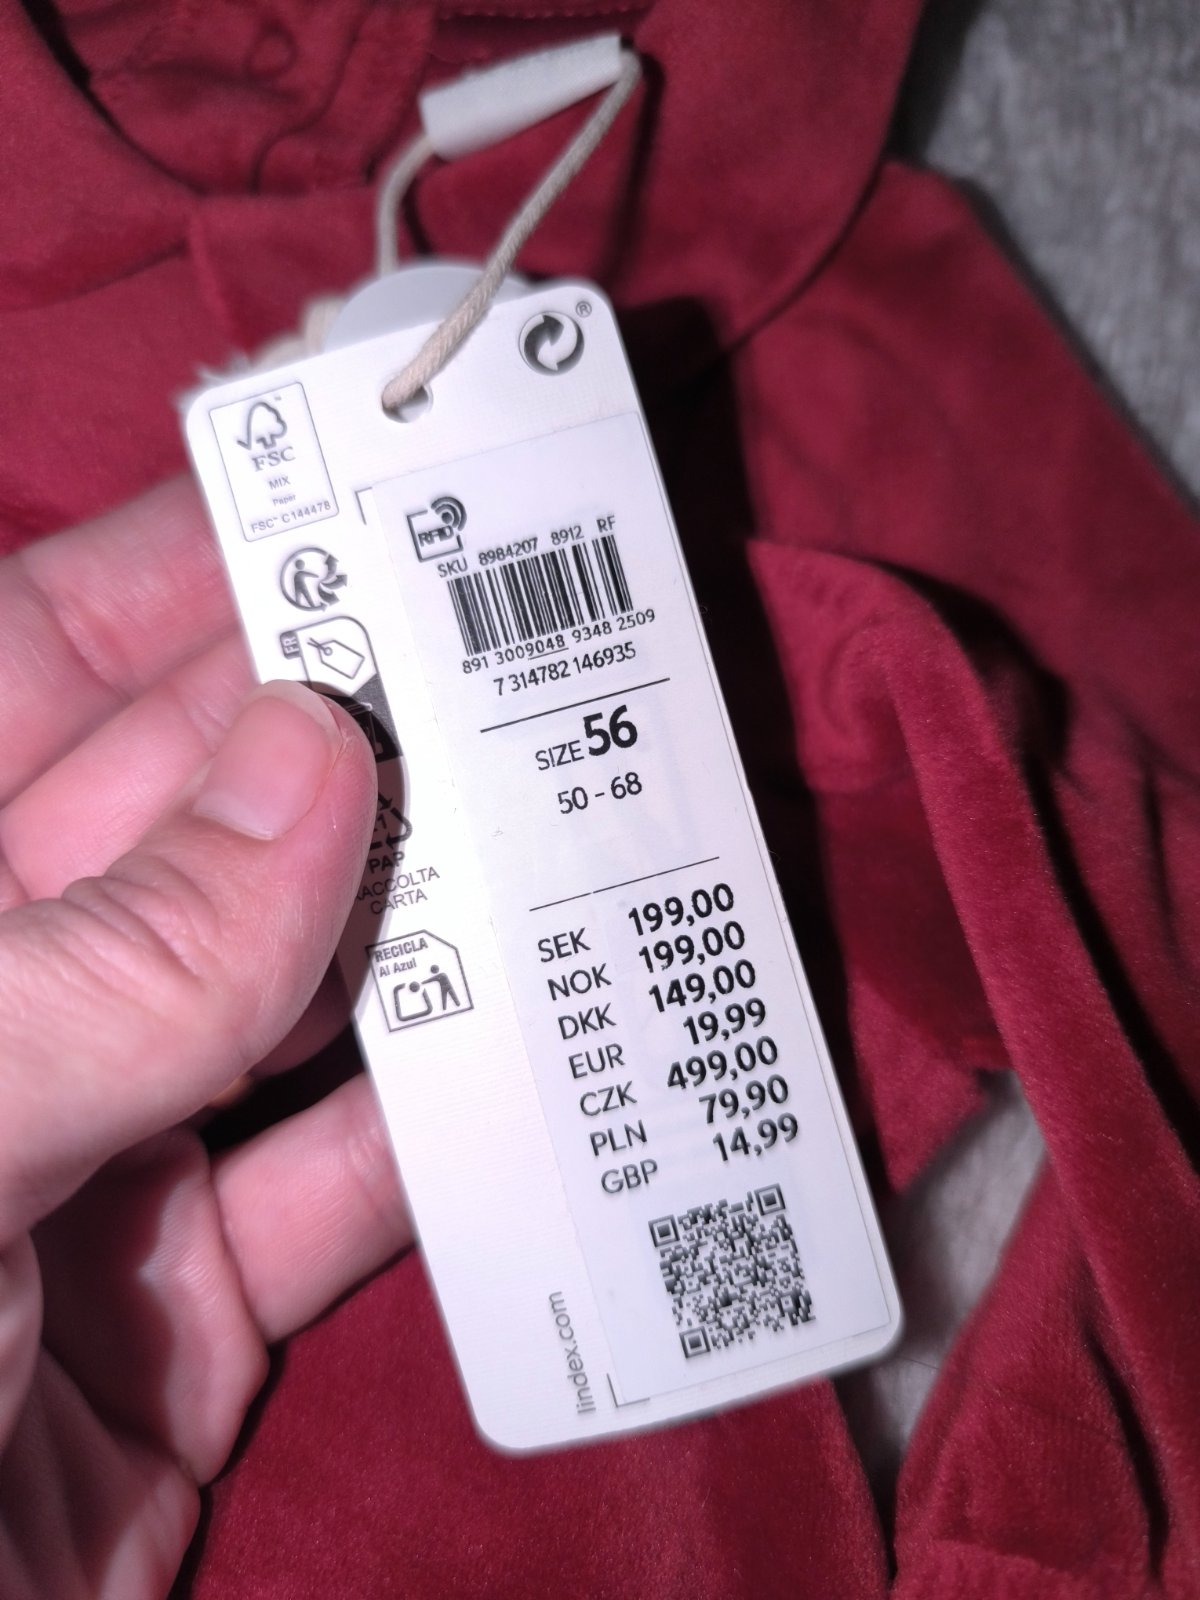 ®
FSC™
MIX
Paper
FSC™ C144478
RFID
SKU 8984207 8912 RF
891 3009048 9348 2509
7 314782 146935
FR
SIZE 56
50 - 68
PAP
RACCOLTA
CARTA
RECICLA
Al Azul
SEK 199,00
NOK 199,00
DKK 149,00
EUR 19,99
CZK 499,00
PLN 79,90
GBP 14,99
lindex.com